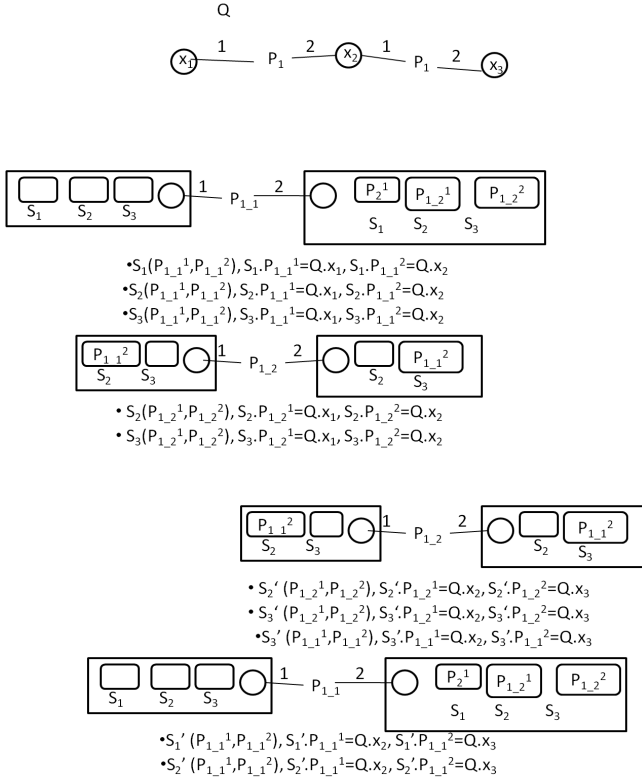 Q
x₁ 1 P₁ 2 x₂ 1 P₁ 2 x₃
1 P₁_₁ 2 P₂¹ P₁_₂¹ P₁_₂²
S₁ S₂ S₃ S₁ S₂ S₃
•S₁(P₁_₁¹,P₁_₁²), S₁.P₁_₁¹=Q.x₁, S₁.P₁_₁²=Q.x₂
•S₂(P₁_₁¹,P₁_₁²), S₂.P₁_₁¹=Q.x₁, S₂.P₁_₁²=Q.x₂
•S₃(P₁_₁¹,P₁_₁²), S₃.P₁_₁¹=Q.x₁, S₃.P₁_₁²=Q.x₂
P₁_₁² 1 P₁_₂ 2 P₁_₁²
S₂ S₃ S₂ S₃
• S₂(P₁_₂¹,P₁_₂²), S₂.P₁_₂¹=Q.x₁, S₂.P₁_₂²=Q.x₂
• S₃(P₁_₂¹,P₁_₂²), S₃.P₁_₂¹=Q.x₁, S₃.P₁_₂²=Q.x₂
P₁_₁² 1 P₁_₂ 2 P₁_₁²
S₂ S₃ S₂ S₃
• S₂‘ (P₁_₂¹,P₁_₂²), S₂‘.P₁_₂¹=Q.x₂, S₂‘.P₁_₂²=Q.x₃
• S₃‘ (P₁_₂¹,P₁_₂²), S₃‘.P₁_₂¹=Q.x₂, S₃‘.P₁_₂²=Q.x₃
•S₃’ (P₁_₁¹,P₁_₁²), S₃’.P₁_₁¹=Q.x₂, S₃’.P₁_₁²=Q.x₃
1 P₁_₁ 2 P₂¹ P₁_₂¹ P₁_₂²
S₁ S₂ S₃ S₁ S₂ S₃
•S₁’ (P₁_₁¹,P₁_₁²), S₁’.P₁_₁¹=Q.x₂, S₁’.P₁_₁²=Q.x₃
•S₂’ (P₁_₁¹,P₁_₁²), S₂’.P₁_₁¹=Q.x₂, S₂’.P₁_₁²=Q.x₃